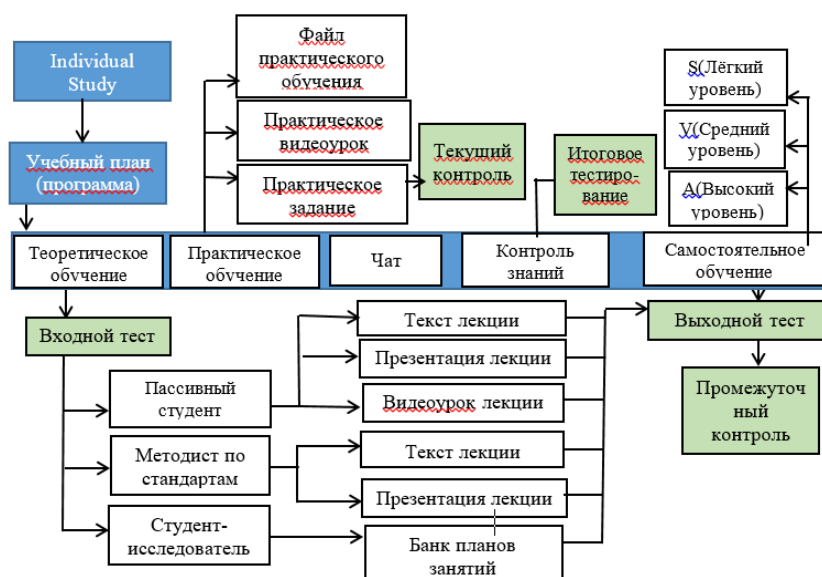 Individual
Study
Учебный план
(программа)
Файл
практического
обучения
Практическое
видеоурок
Практическое
задание
Текущий
контроль
Итоговое
тестиро-
вание
S(Лёгкий
уровень)
V(Средний
уровень)
A(Высокий
уровень)
Теоретическое
обучение
Практическое
обучение
Чат
Контроль
знаний
Самостоятельное
обучение
Входной тест
Пассивный
студент
Методист по
стандартам
Студент-
исследователь
Текст лекции
Презентация лекции
Видеоурок лекции
Текст лекции
Презентация лекции
Банк планов
занятий
Выходной тест
Промежуточ
ный
контроль